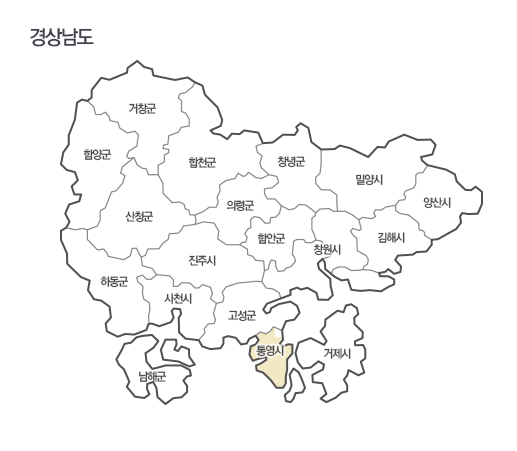 경상남도
거창군
함양군
합천군
창녕군
밀양시
양산시
의령군
산청군
함안군
김해시
창원시
진주시
하동군
사천시
고성군
통영시
거제시
남해군